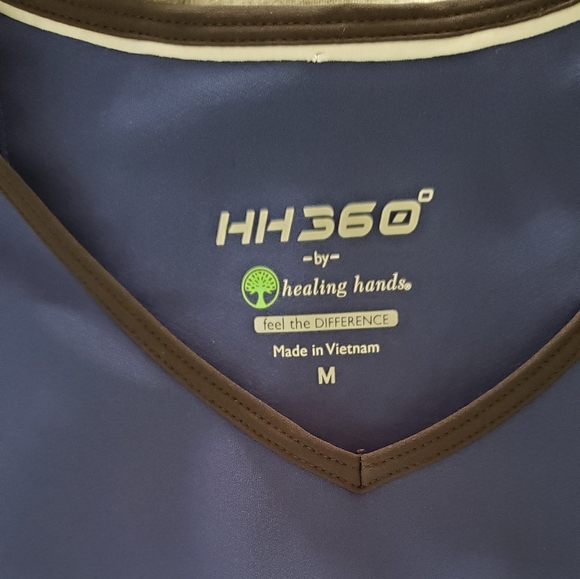 HH360°
-by-
healing hands®
feel the DIFFERENCE
Made in Vietnam
M